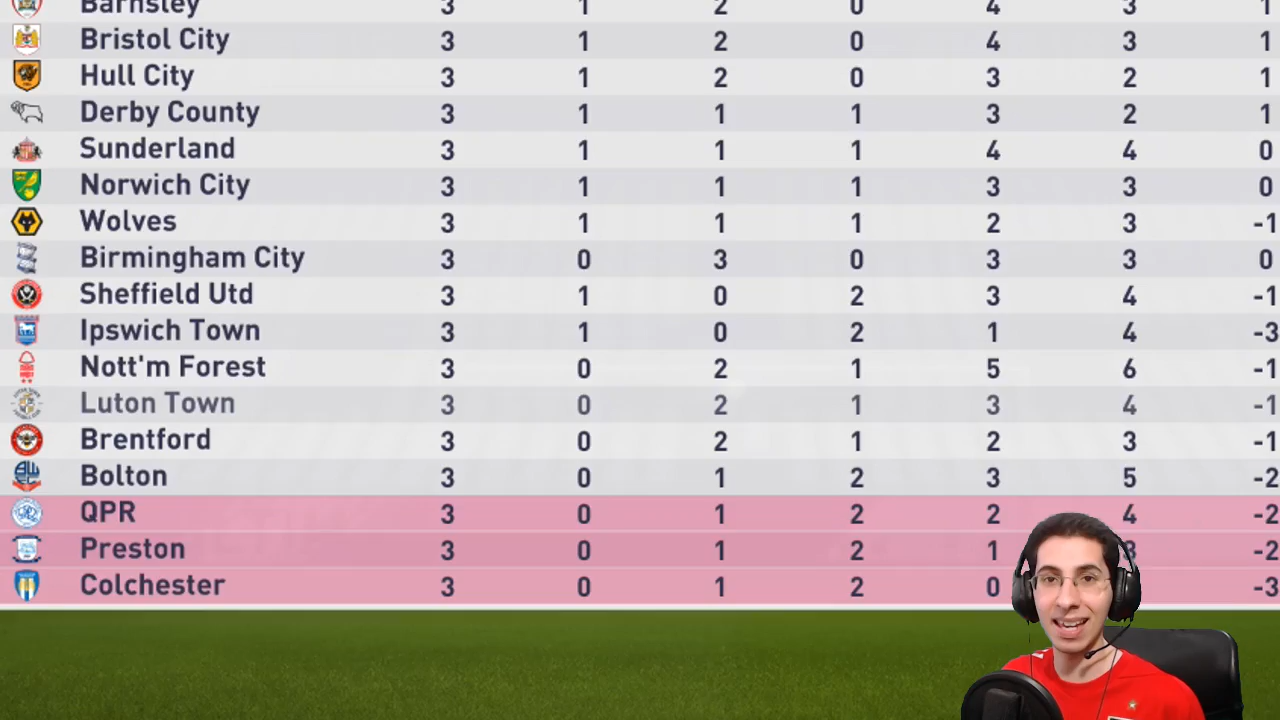 Barnsley 3 1 2 0 4 3 1
Bristol City 3 1 2 0 4 3 1
Hull City 3 1 2 0 3 2 1
Derby County 3 1 1 1 3 2 1
Sunderland 3 1 1 1 4 4 0
Norwich City 3 1 1 1 3 3 0
Wolves 3 1 1 1 2 3 -1
Birmingham City 3 0 3 0 3 3 0
Sheffield Utd 3 1 0 2 3 4 -1
Ipswich Town 3 1 0 2 1 4 -3
Nott'm Forest 3 0 2 1 5 6 -1
Luton Town 3 0 2 1 3 4 -1
Brentford 3 0 2 1 2 3 -1
Bolton 3 0 1 2 3 5 -2
QPR 3 0 1 2 2 4 -2
Preston 3 0 1 2 1 3 -2
Colchester 3 0 1 2 0 -3